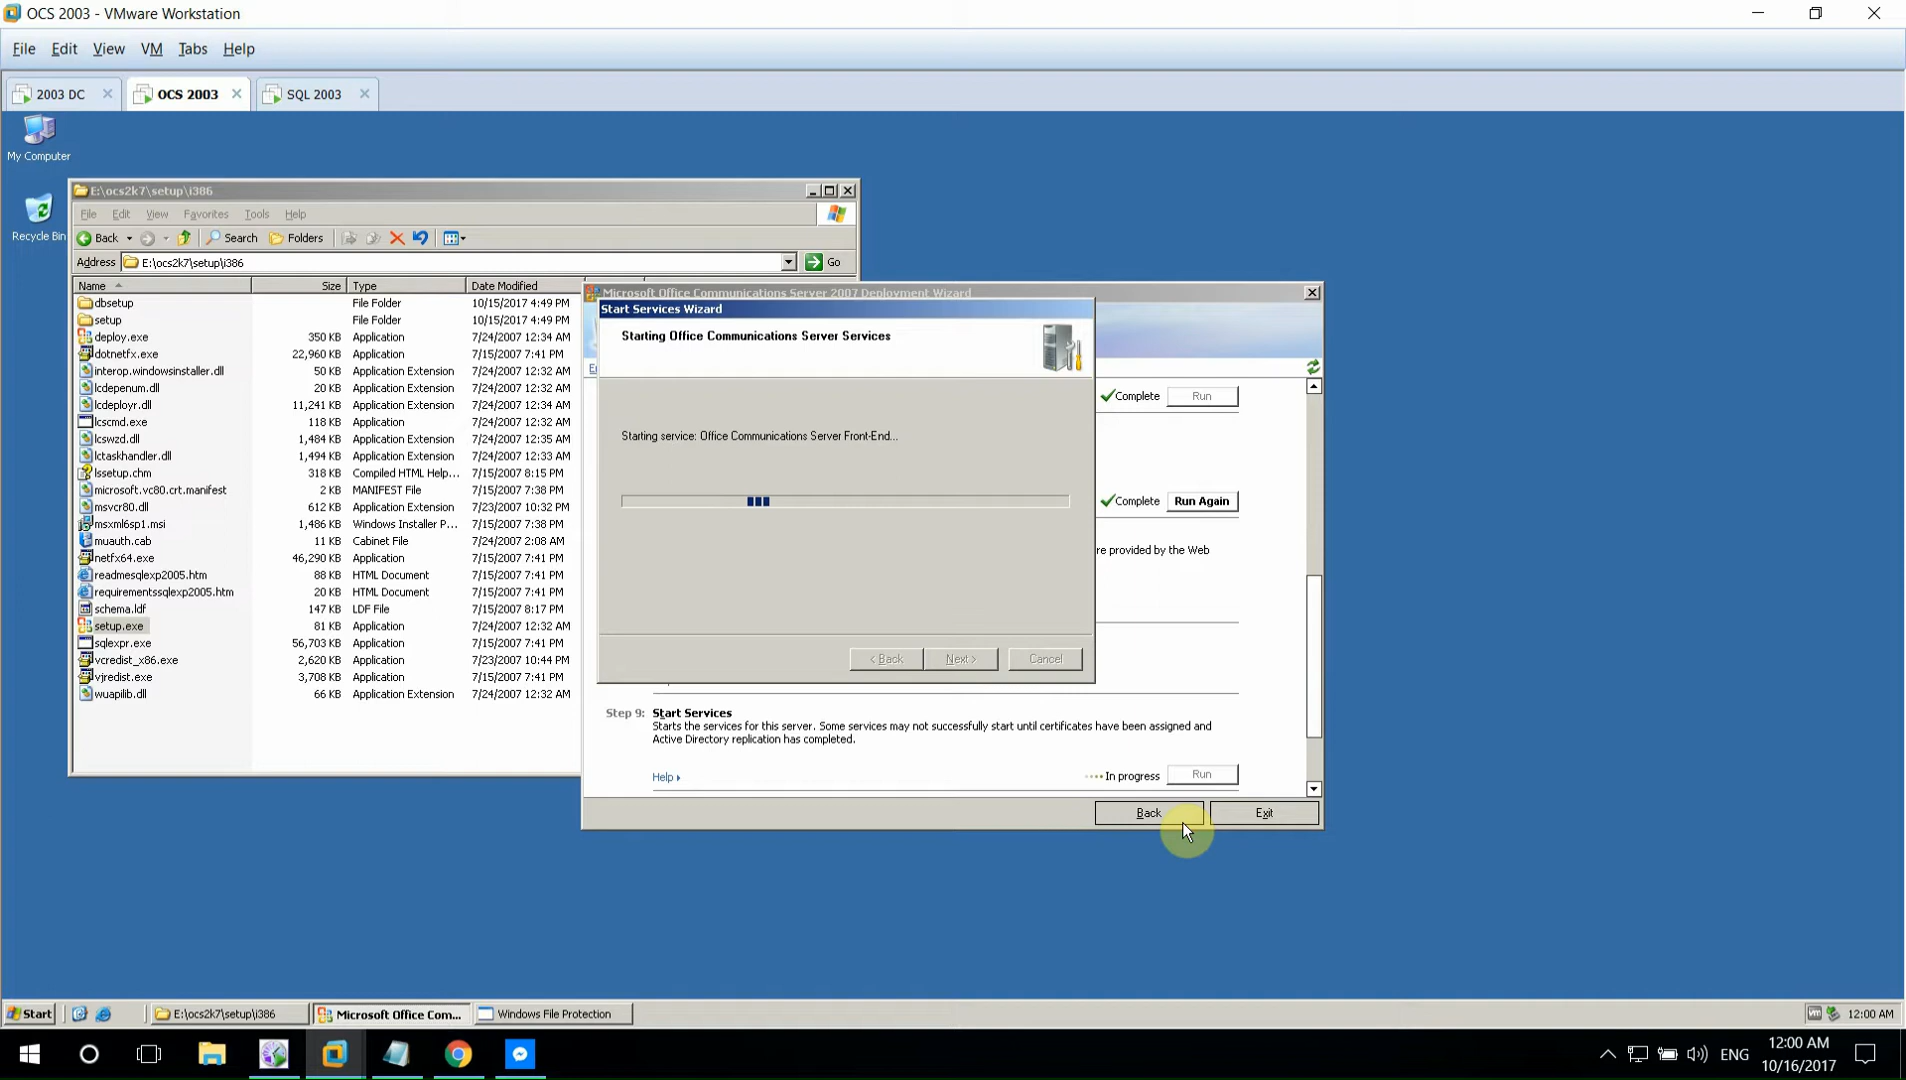 OCS 2003 - VMware Workstation
File Edit View VM Tabs Help
2003 DC OCS 2003 SQL 2003
My Computer
Recycle Bin
E:\ocs2k7\setup\i386
File Edit View Favorites Tools Help
Back Search Folders
Address E:\ocs2k7\setup\i386 Go
Name Size Type Date Modified
dbsetup File Folder 10/15/2017 4:49 PM
setup File Folder 10/15/2017 4:49 PM
deploy.exe 350 KB Application 7/24/2007 12:34 AM
dotnetfx.exe 22,960 KB Application 7/15/2007 7:41 PM
interop.windowsinstaller.dll 50 KB Application Extension 7/24/2007 12:32 AM
lcdepenum.dll 20 KB Application Extension 7/24/2007 12:32 AM
lcdeployr.dll 11,241 KB Application Extension 7/24/2007 12:34 AM
lcscmd.exe 118 KB Application 7/24/2007 12:32 AM
lcswzd.dll 1,484 KB Application Extension 7/24/2007 12:35 AM
lctaskhandler.dll 1,494 KB Application Extension 7/24/2007 12:33 AM
lssetup.chm 318 KB Compiled HTML Help... 7/15/2007 8:15 PM
microsoft.vc80.crt.manifest 2 KB MANIFEST File 7/15/2007 7:38 PM
msvcr80.dll 612 KB Application Extension 7/23/2007 10:32 PM
msxml6sp1.msi 1,486 KB Windows Installer P... 7/15/2007 7:38 PM
muauth.cab 11 KB Cabinet File 7/24/2007 2:08 AM
netfx64.exe 46,290 KB Application 7/15/2007 7:41 PM
readmesqlexp2005.htm 88 KB HTML Document 7/15/2007 7:41 PM
requirementssqlexp2005.htm 20 KB HTML Document 7/15/2007 7:41 PM
schema.ldf 147 KB LDF File 7/15/2007 8:17 PM
setup.exe 81 KB Application 7/24/2007 12:32 AM
sqlexpr.exe 56,703 KB Application 7/15/2007 7:41 PM
vcredist_x86.exe 2,620 KB Application 7/23/2007 10:44 PM
vjredist.exe 3,708 KB Application 7/15/2007 7:41 PM
wuapilib.dll 66 KB Application Extension 7/24/2007 12:32 AM
Microsoft Office Communications Server 2007 Deployment Wizard
Start Services Wizard
Starting Office Communications Server Services
Starting service: Office Communications Server Front-End...
< Back Next > Cancel
Complete Run
Complete Run Again
re provided by the Web
Step 9: Start Services
Starts the services for this server. Some services may not successfully start until certificates have been assigned and
Active Directory replication has completed.
Help In progress Run
Back Exit
Start E:\ocs2k7\setup\i386 Microsoft Office Com... Windows File Protection 12:00 AM
ENG 12:00 AM
10/16/2017